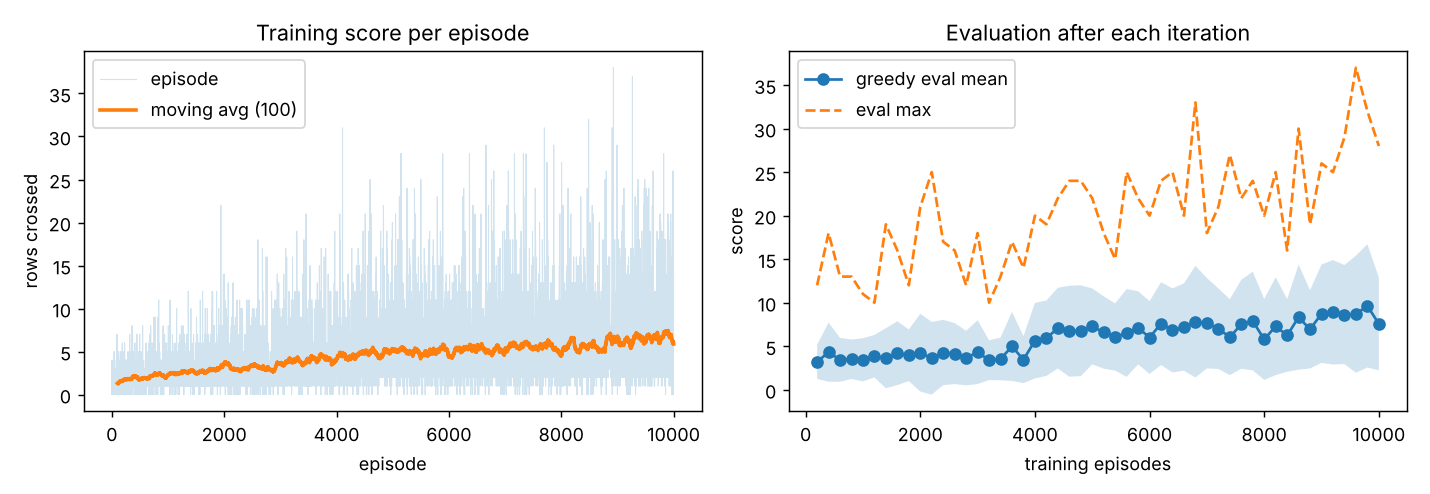 Training score per episode
episode
moving avg (100)
rows crossed
35
30
25
20
15
10
5
0
0 2000 4000 6000 8000 10000
episode
Evaluation after each iteration
greedy eval mean
eval max
score
35
30
25
20
15
10
5
0
0 2000 4000 6000 8000 10000
training episodes